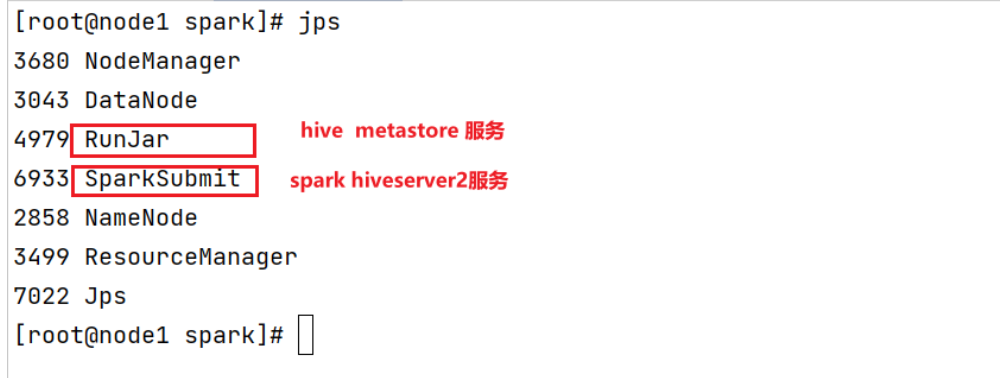 [root@node1 spark]# jps
3680 NodeManager
3043 DataNode
4979 RunJar hive metastore 服务
6933 SparkSubmit spark hiveserver2服务
2858 NameNode
3499 ResourceManager
7022 Jps
[root@node1 spark]#